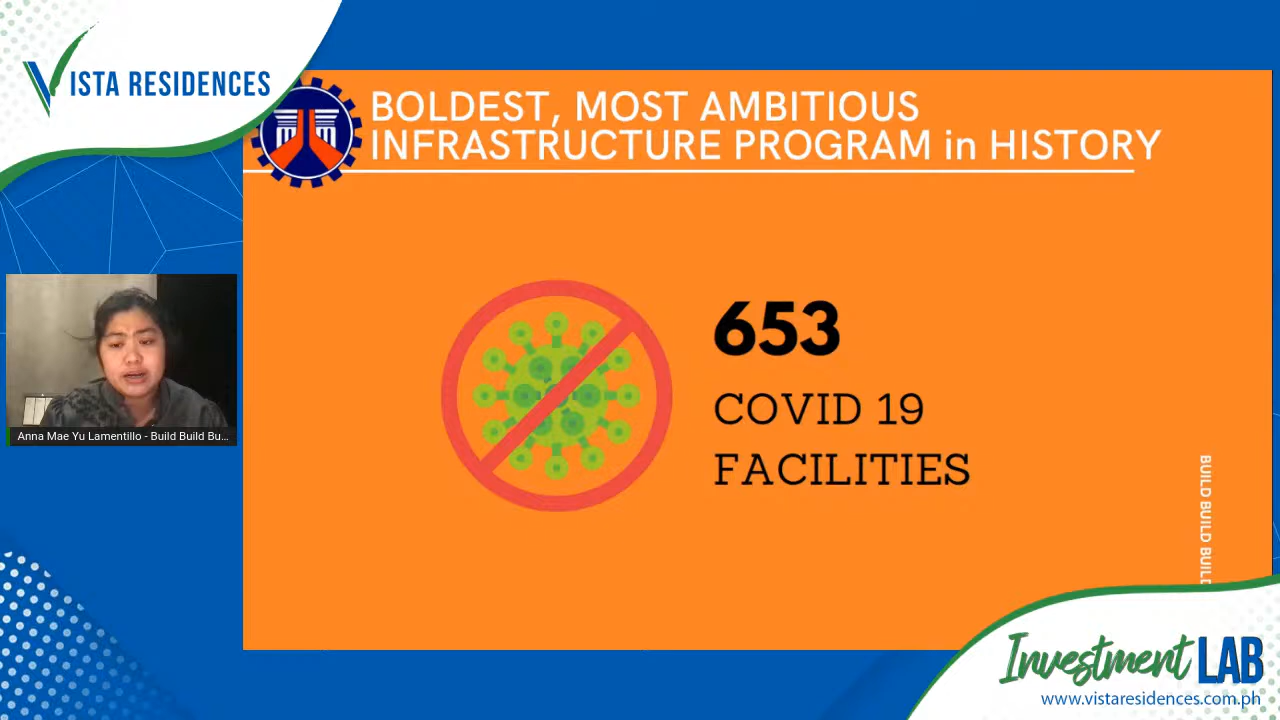 VISTA RESIDENCES
BOLDEST, MOST AMBITIOUS
INFRASTRUCTURE PROGRAM in HISTORY
653
COVID 19
FACILITIES
Anna Mae Yu Lamentillo - Build Build Bu...
BUILD BUILD BUILD
Investment LAB
www.vistaresidences.com.ph